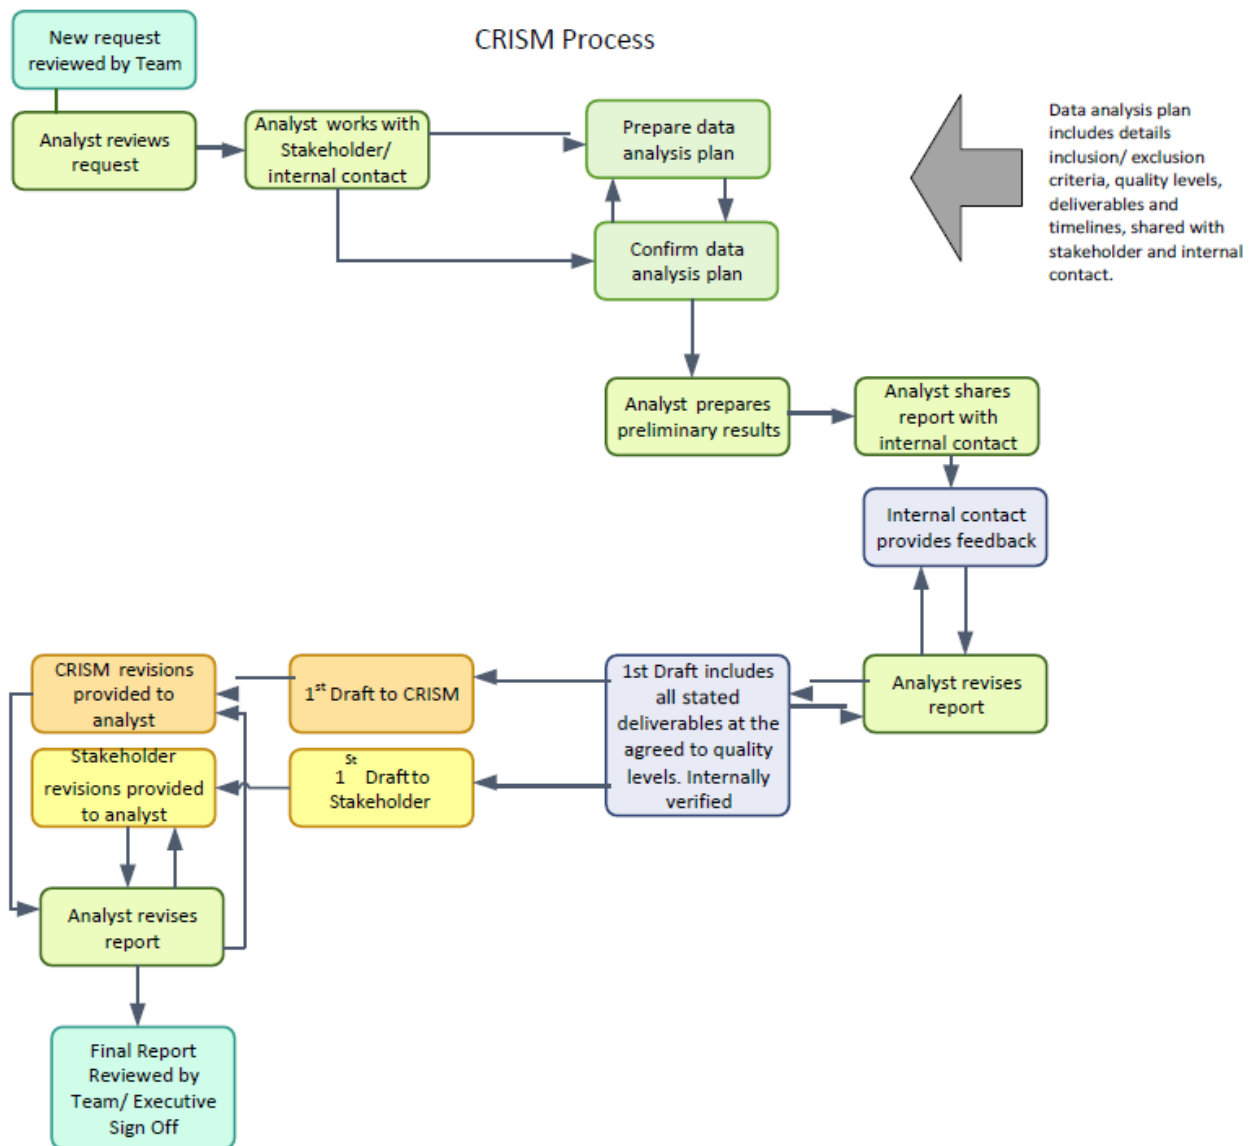 CRISM Process
New request
reviewed by Team
Analyst reviews
request
Analyst works with
Stakeholder/
internal contact
Prepare data
analysis plan
Confirm data
analysis plan
Data analysis plan
includes details
inclusion/ exclusion
criteria, quality levels,
deliverables and
timelines, shared with
stakeholder and internal
contact.
Analyst prepares
preliminary results
Analyst shares
report with
internal contact
Internal contact
provides feedback
Analyst revises
report
1st Draft includes
all stated
deliverables at the
agreed to quality
levels. Internally
verified
1st Draft to CRISM
1St Draft to
Stakeholder
CRISM revisions
provided to
analyst
Stakeholder
revisions provided
to analyst
Analyst revises
report
Final Report
Reviewed by
Team/ Executive
Sign Off